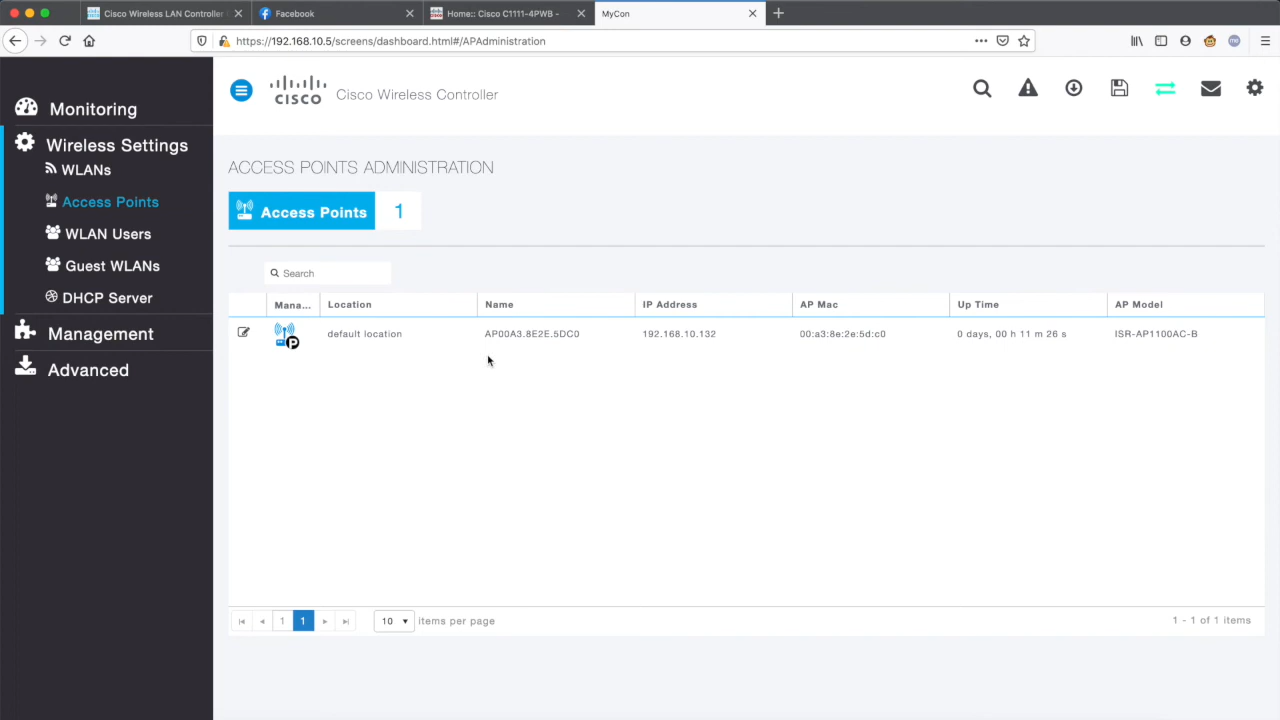 Cisco Wireless LAN Controller
Facebook
Home:: Cisco C1111-4PWB -
MyCon
https://192.168.10.5/screens/dashboard.html#/APAdministration
Monitoring
Wireless Settings
WLANs
Access Points
WLAN Users
Guest WLANs
DHCP Server
Management
Advanced
CISCO Cisco Wireless Controller
ACCESS POINTS ADMINISTRATION
Access Points 1
Search
Mana... Location Name IP Address AP Mac Up Time AP Model
P default location AP00A3.8E2E.5DC0 192.168.10.132 00:a3:8e:2e:5d:c0 0 days, 00 h 11 m 26 s ISR-AP1100AC-B
1 1 10 items per page 1 - 1 of 1 items